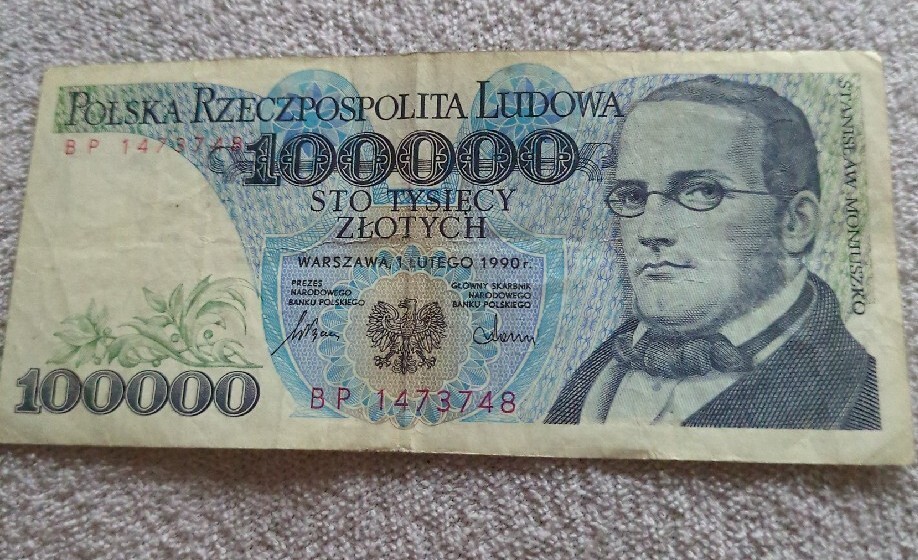 POLSKA RZECZPOSPOLITA LUDOWA
BP 1473748
100000
STO TYSIĘCY
ZŁOTYCH
WARSZAWA, 1 LUTEGO 1990 r.
PREZES
NARODOWEGO
BANKU POLSKIEGO
GŁÓWNY SKARBNIK
NARODOWEGO
BANKU POLSKIEGO
100000
BP 1473748
STANISŁAW MONIUSZKO